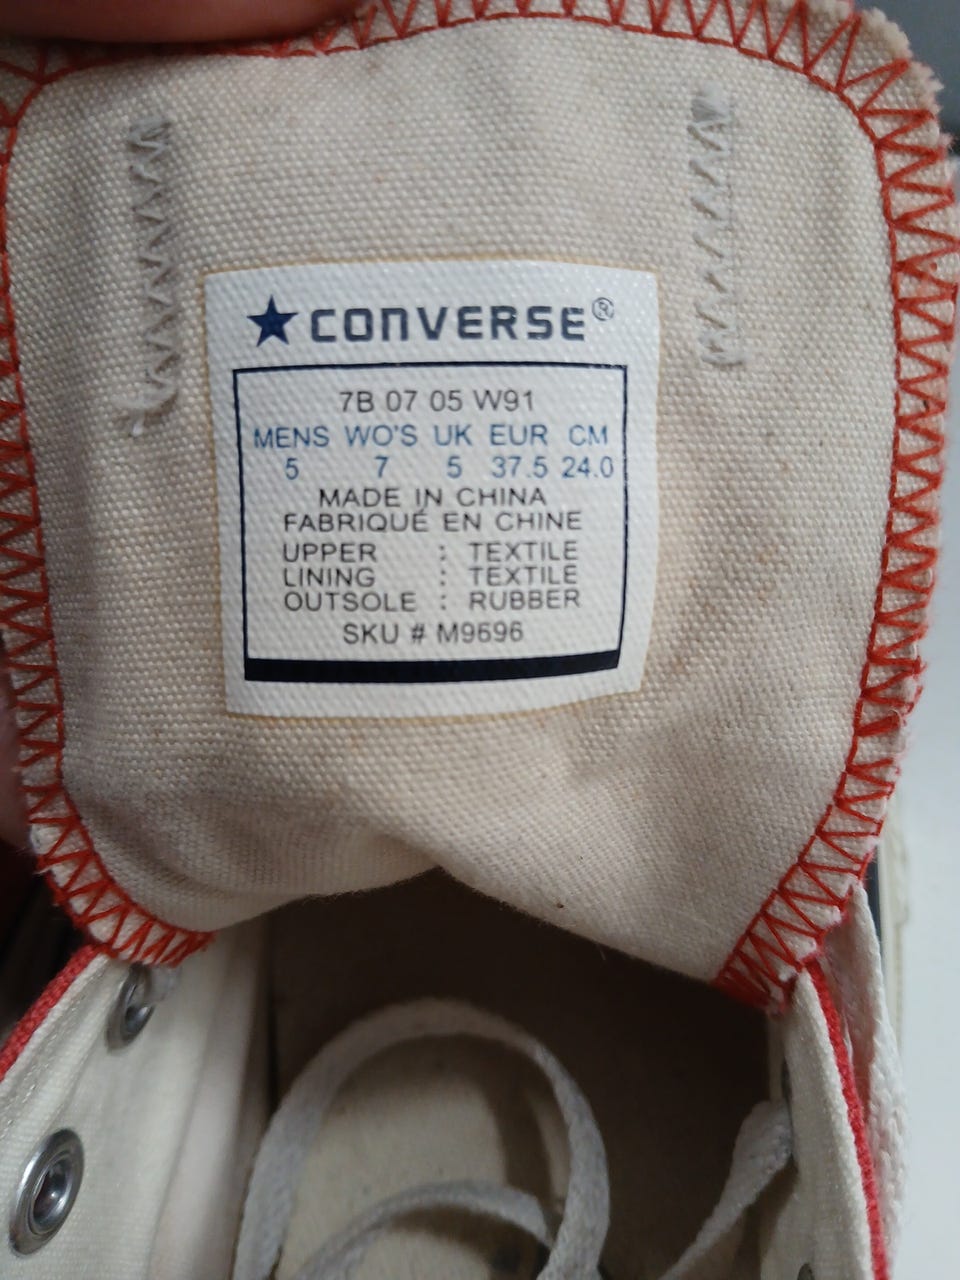 ★CONVERSE®
7B 07 05 W91
MENS WO'S UK EUR CM
5 7 5 37.5 24.0
MADE IN CHINA
FABRIQUÉ EN CHINE
UPPER : TEXTILE
LINING : TEXTILE
OUTSOLE : RUBBER
SKU # M9696